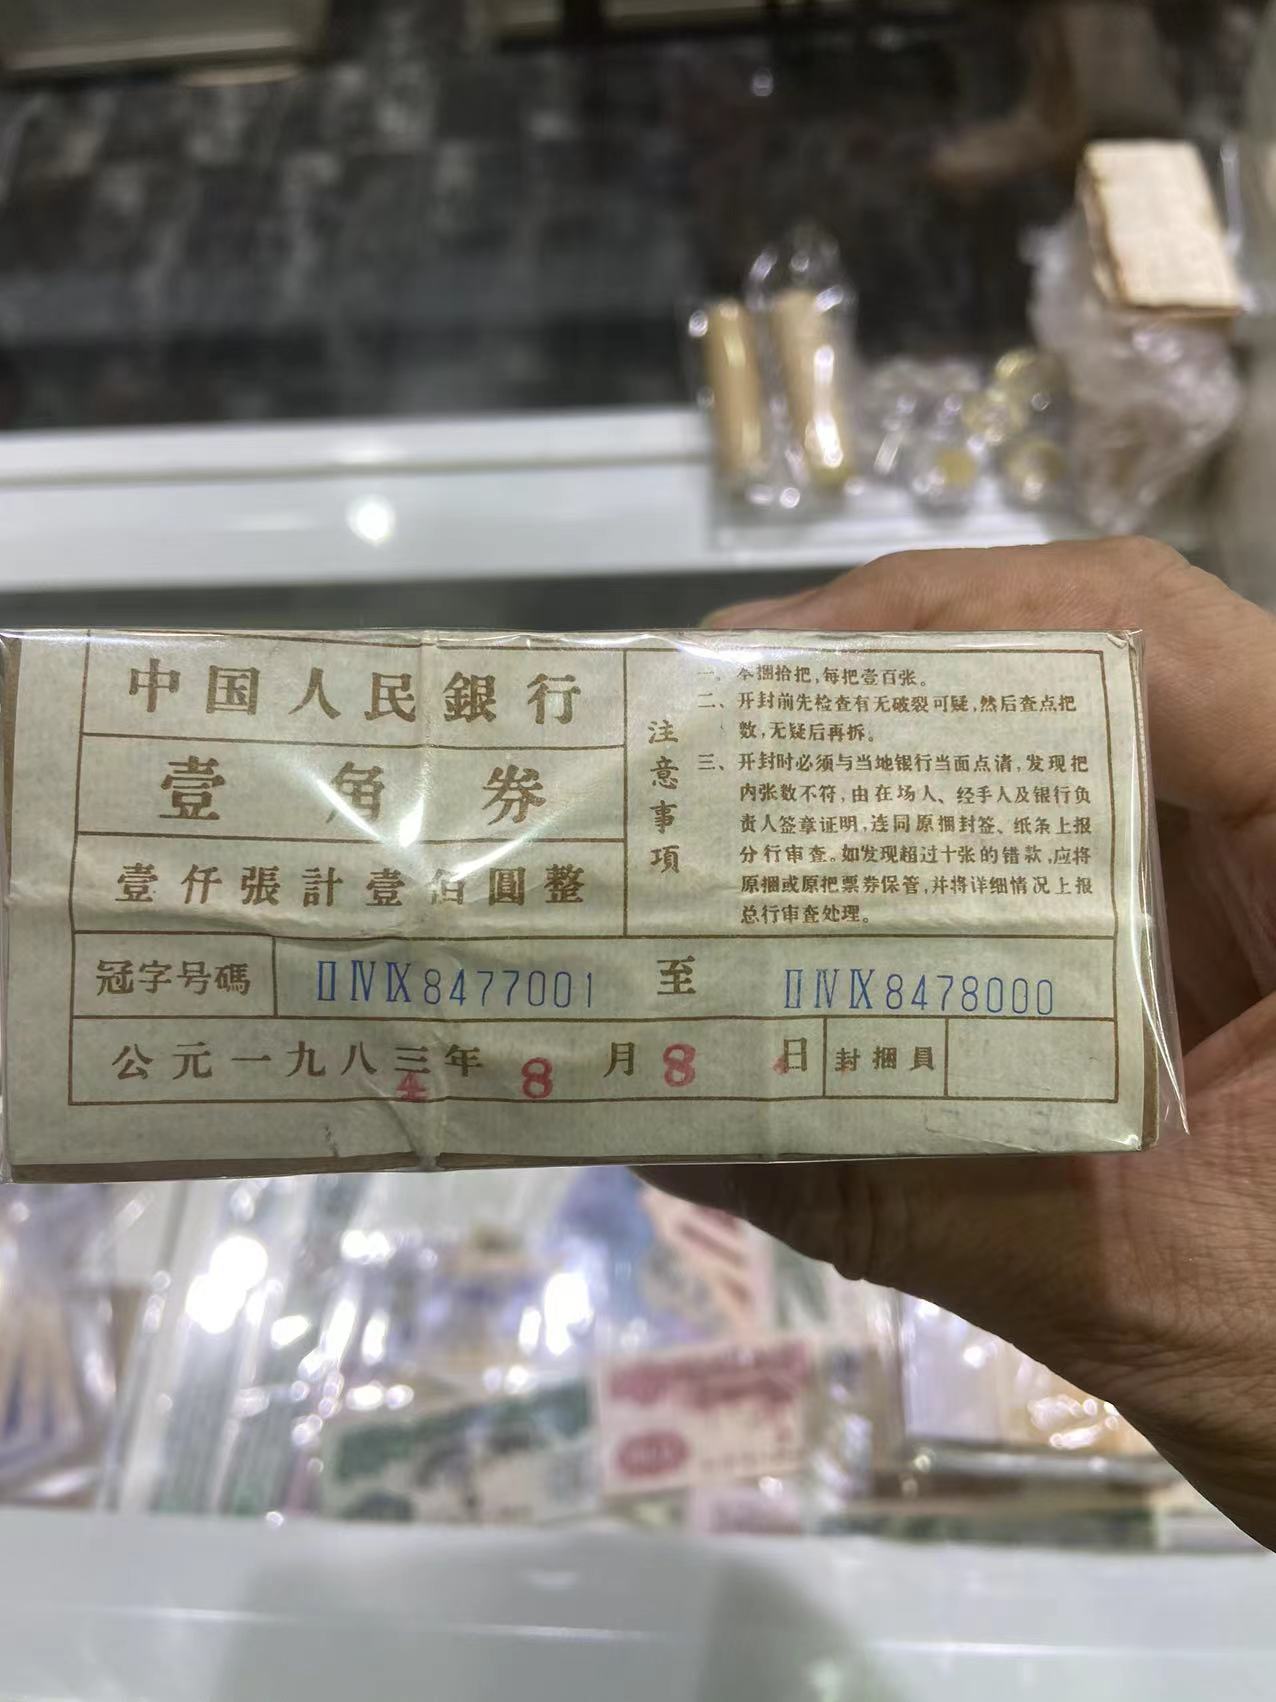 中国人民銀行
壹角券
壹仟張計壹佰圓整
注意事項
一。本捆拾把,每把壹百张。
二、开封前先检查有无破裂可疑,然后查点把
数,无疑后再拆。
三、开封时必须与当地银行当面点清,发现把
内张数不符,由在场人、经手人及银行负
责人签章证明,连同原捆封签、纸条上报
分行审查。如发现超过十张的错款,应将
原捆或原把票券保管,并将详细情况上报
总行审查处理。
冠字号碼 ⅡⅣⅨ8477001 至 ⅡⅣⅨ8478000
公元一九八三年 8 月 8 日 封捆員
4